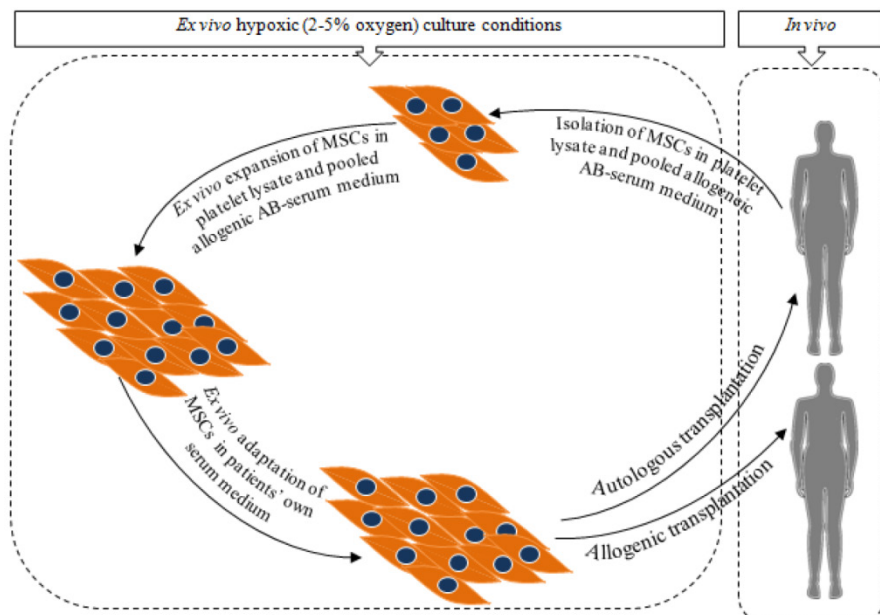 Ex vivo hypoxic (2-5% oxygen) culture conditions
In vivo
Isolation of MSCs in platelet
lysate and pooled allogenic
AB-serum medium
Ex vivo expansion of MSCs in
platelet lysate and pooled
allogenic AB-serum medium
Ex vivo adaptation of
MSCs in patients' own
serum medium
Autologous transplantation
Allogenic transplantation